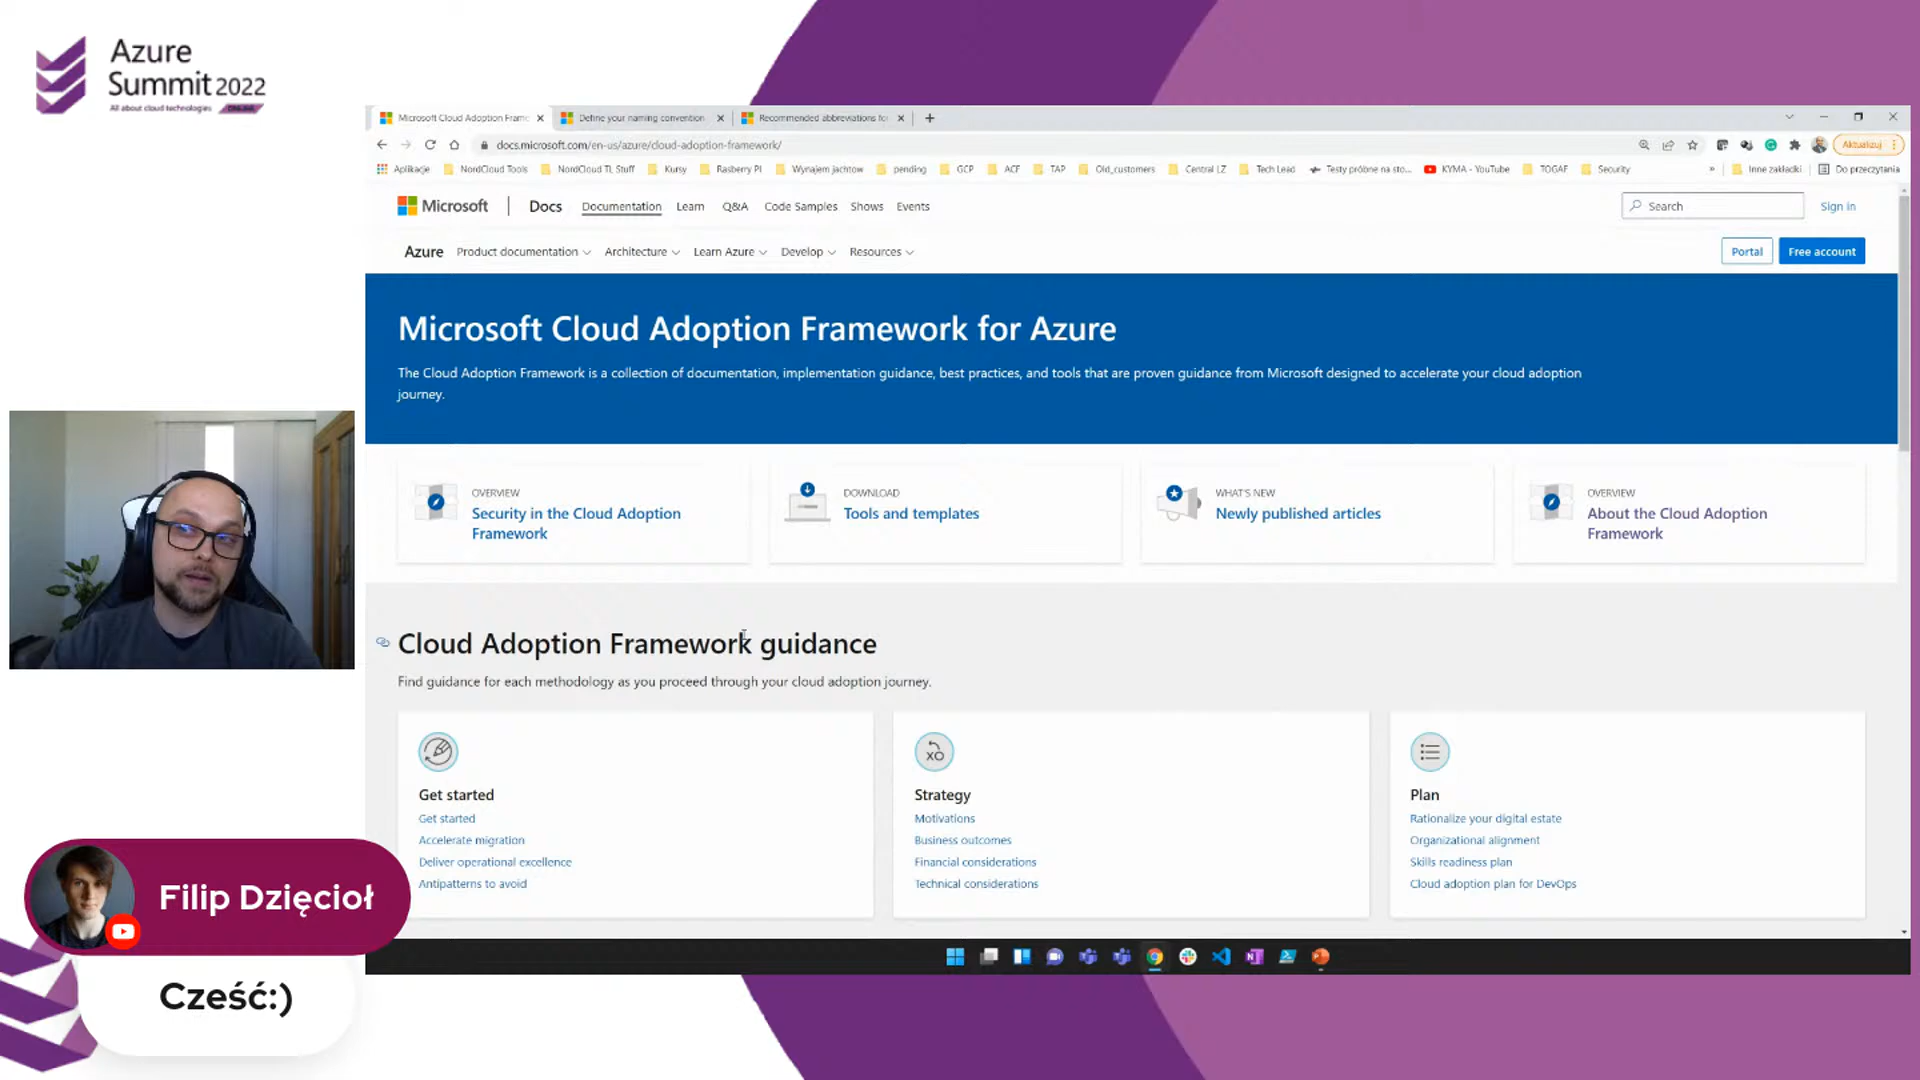 Azure
Summit 2022
All about cloud technologies ONLINE
Microsoft Cloud Adoption Frame
Define your naming convention
Recommended abbreviations for
docs.microsoft.com/en-us/azure/cloud-adoption-framework/
Aktualizuj
Aplikacje
NordCloud Tools
NordCloud TL Stuff
Kursy
Rasberry PI
Wynajem jachtow
pending
GCP
ACF
TAP
Old_customers
Central LZ
Tech Lead
Testy próbne na sto...
KYMA - YouTube
TOGAF
Security
»
Inne zakładki
Do przeczytania
Microsoft
Docs
Documentation
Learn
Q&A
Code Samples
Shows
Events
Search
Sign in
Azure
Product documentation
Architecture
Learn Azure
Develop
Resources
Portal
Free account
Microsoft Cloud Adoption Framework for Azure
The Cloud Adoption Framework is a collection of documentation, implementation guidance, best practices, and tools that are proven guidance from Microsoft designed to accelerate your cloud adoption
journey.
OVERVIEW
Security in the Cloud Adoption
Framework
DOWNLOAD
Tools and templates
WHAT'S NEW
Newly published articles
OVERVIEW
About the Cloud Adoption
Framework
Cloud Adoption Framework guidance
Find guidance for each methodology as you proceed through your cloud adoption journey.
Get started
Get started
Accelerate migration
Deliver operational excellence
Antipatterns to avoid
XO
Strategy
Motivations
Business outcomes
Financial considerations
Technical considerations
Plan
Rationalize your digital estate
Organizational alignment
Skills readiness plan
Cloud adoption plan for DevOps
Filip Dzięcioł
Cześć:)